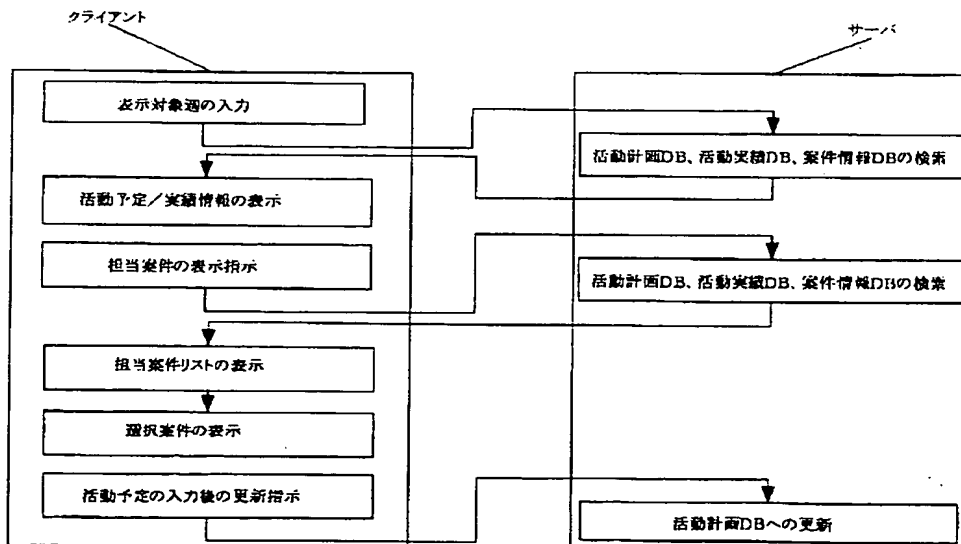 クライアント
サーバ
表示対象週の入力
活動計画DB、活動実績DB、案件情報DBの検索
活動予定／実績情報の表示
担当案件の表示指示
活動計画DB、活動実績DB、案件情報DBの検索
担当案件リストの表示
選択案件の表示
活動予定の入力後の更新指示
活動計画DBへの更新